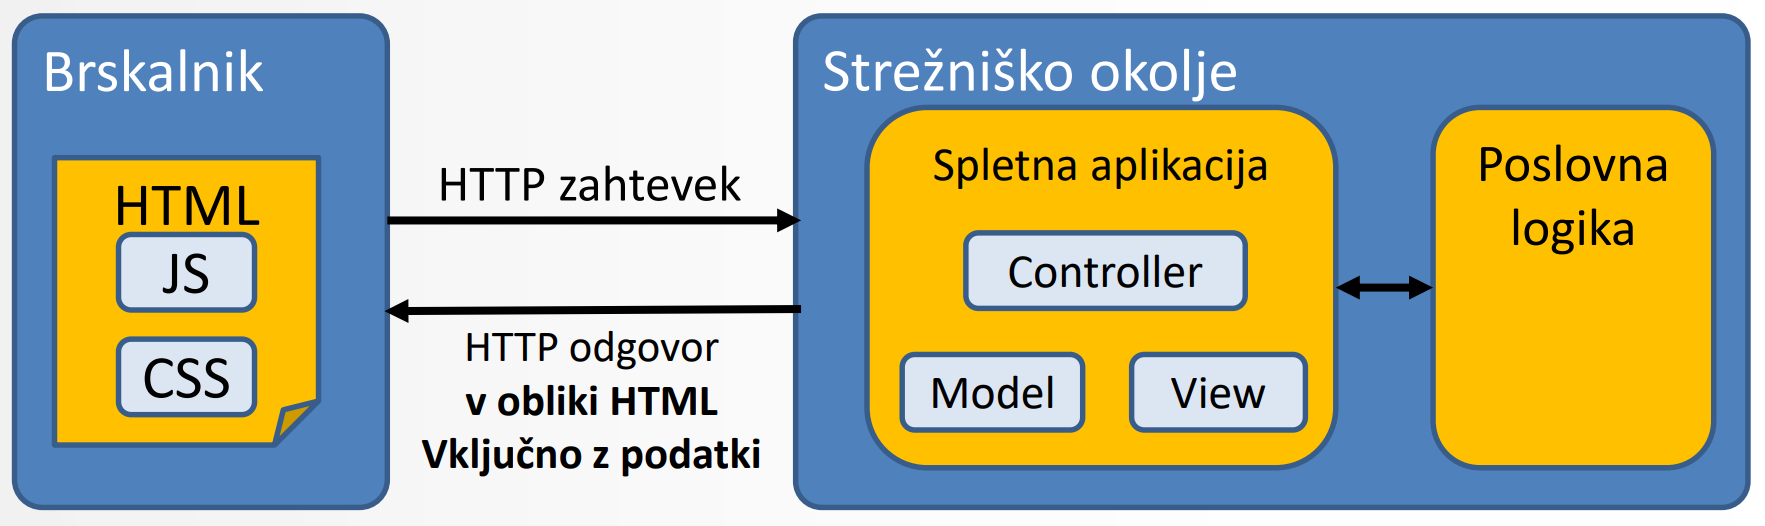 Brskalnik
HTML
JS
CSS
HTTP zahtevek
HTTP odgovor
v obliki HTML
Vključno z podatki
Strežniško okolje
Spletna aplikacija
Controller
Model
View
Poslovna
logika